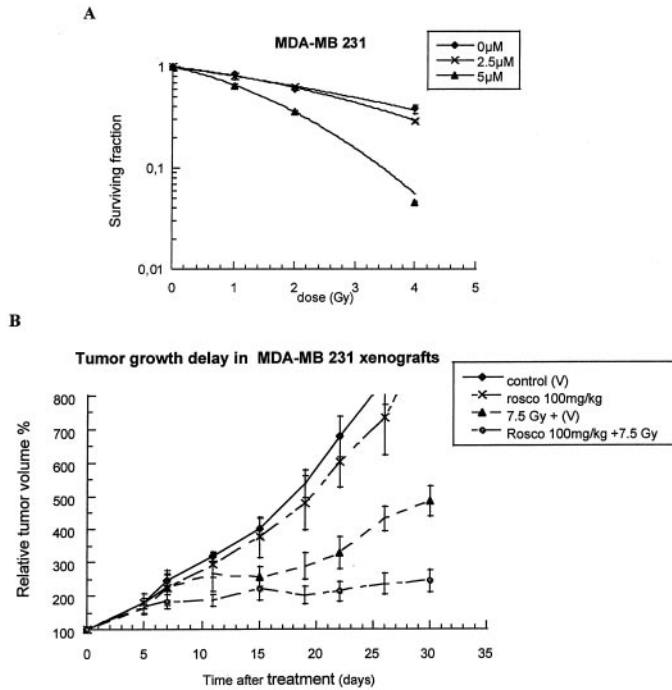 A
MDA-MB 231
0µM
2.5µM
5µM
Surviving fraction
1
0,1
0,01
0 1 2 3 4 5
dose (Gy)
B
Tumor growth delay in MDA-MB 231 xenografts
control (V)
rosco 100mg/kg
7.5 Gy + (V)
Rosco 100mg/kg +7.5 Gy
Relative tumor volume %
800
700
600
500
400
300
200
100
0 5 10 15 20 25 30 35
Time after treatment (days)